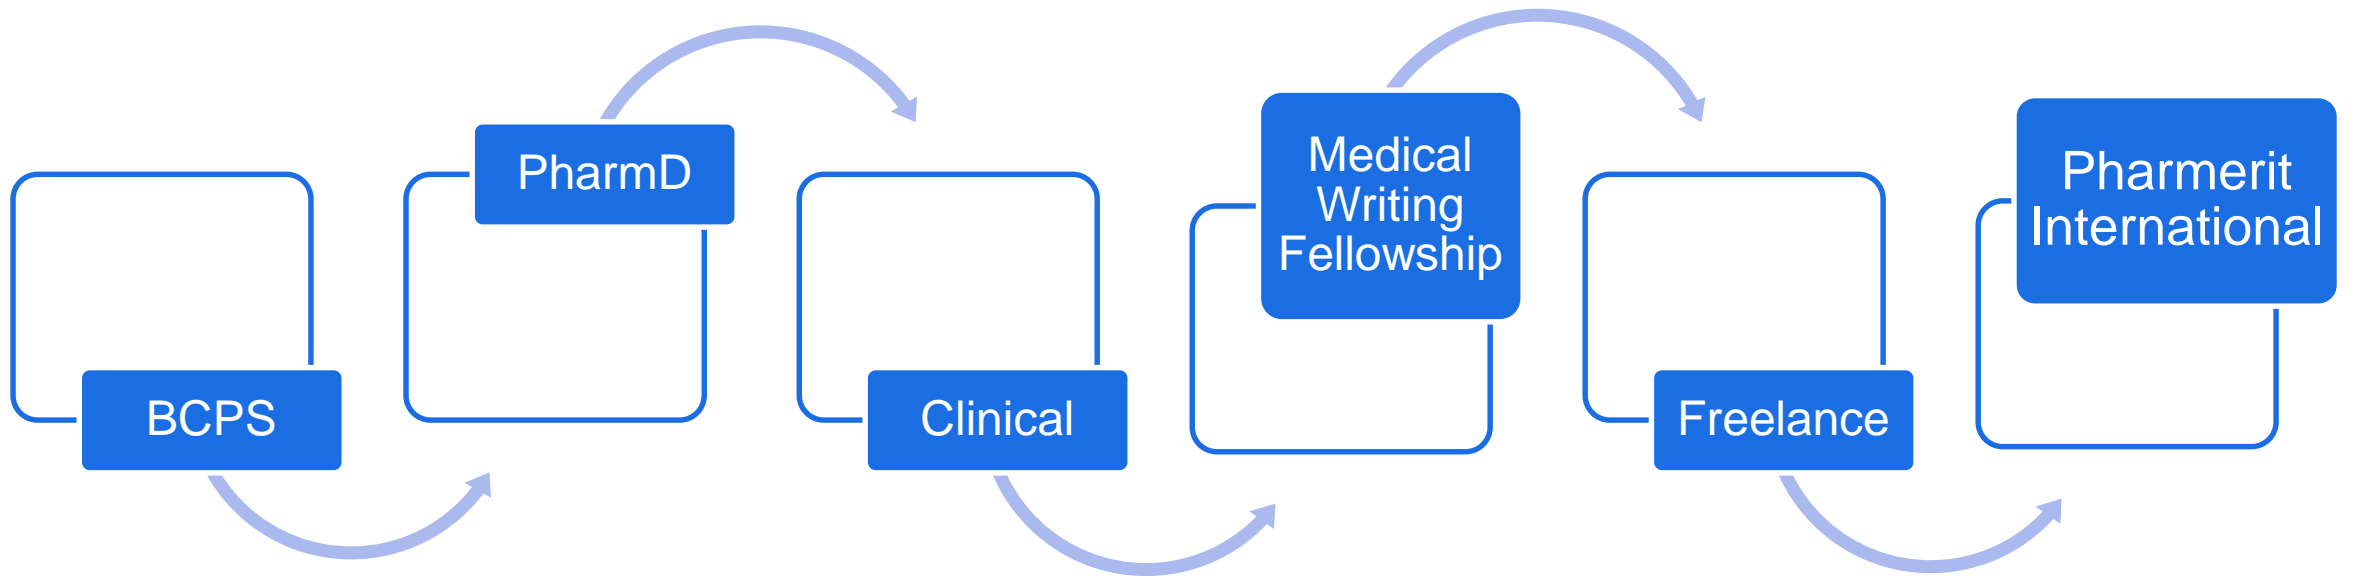 BCPS
PharmD
Clinical
Medical
Writing
Fellowship
Freelance
Pharmerit
International